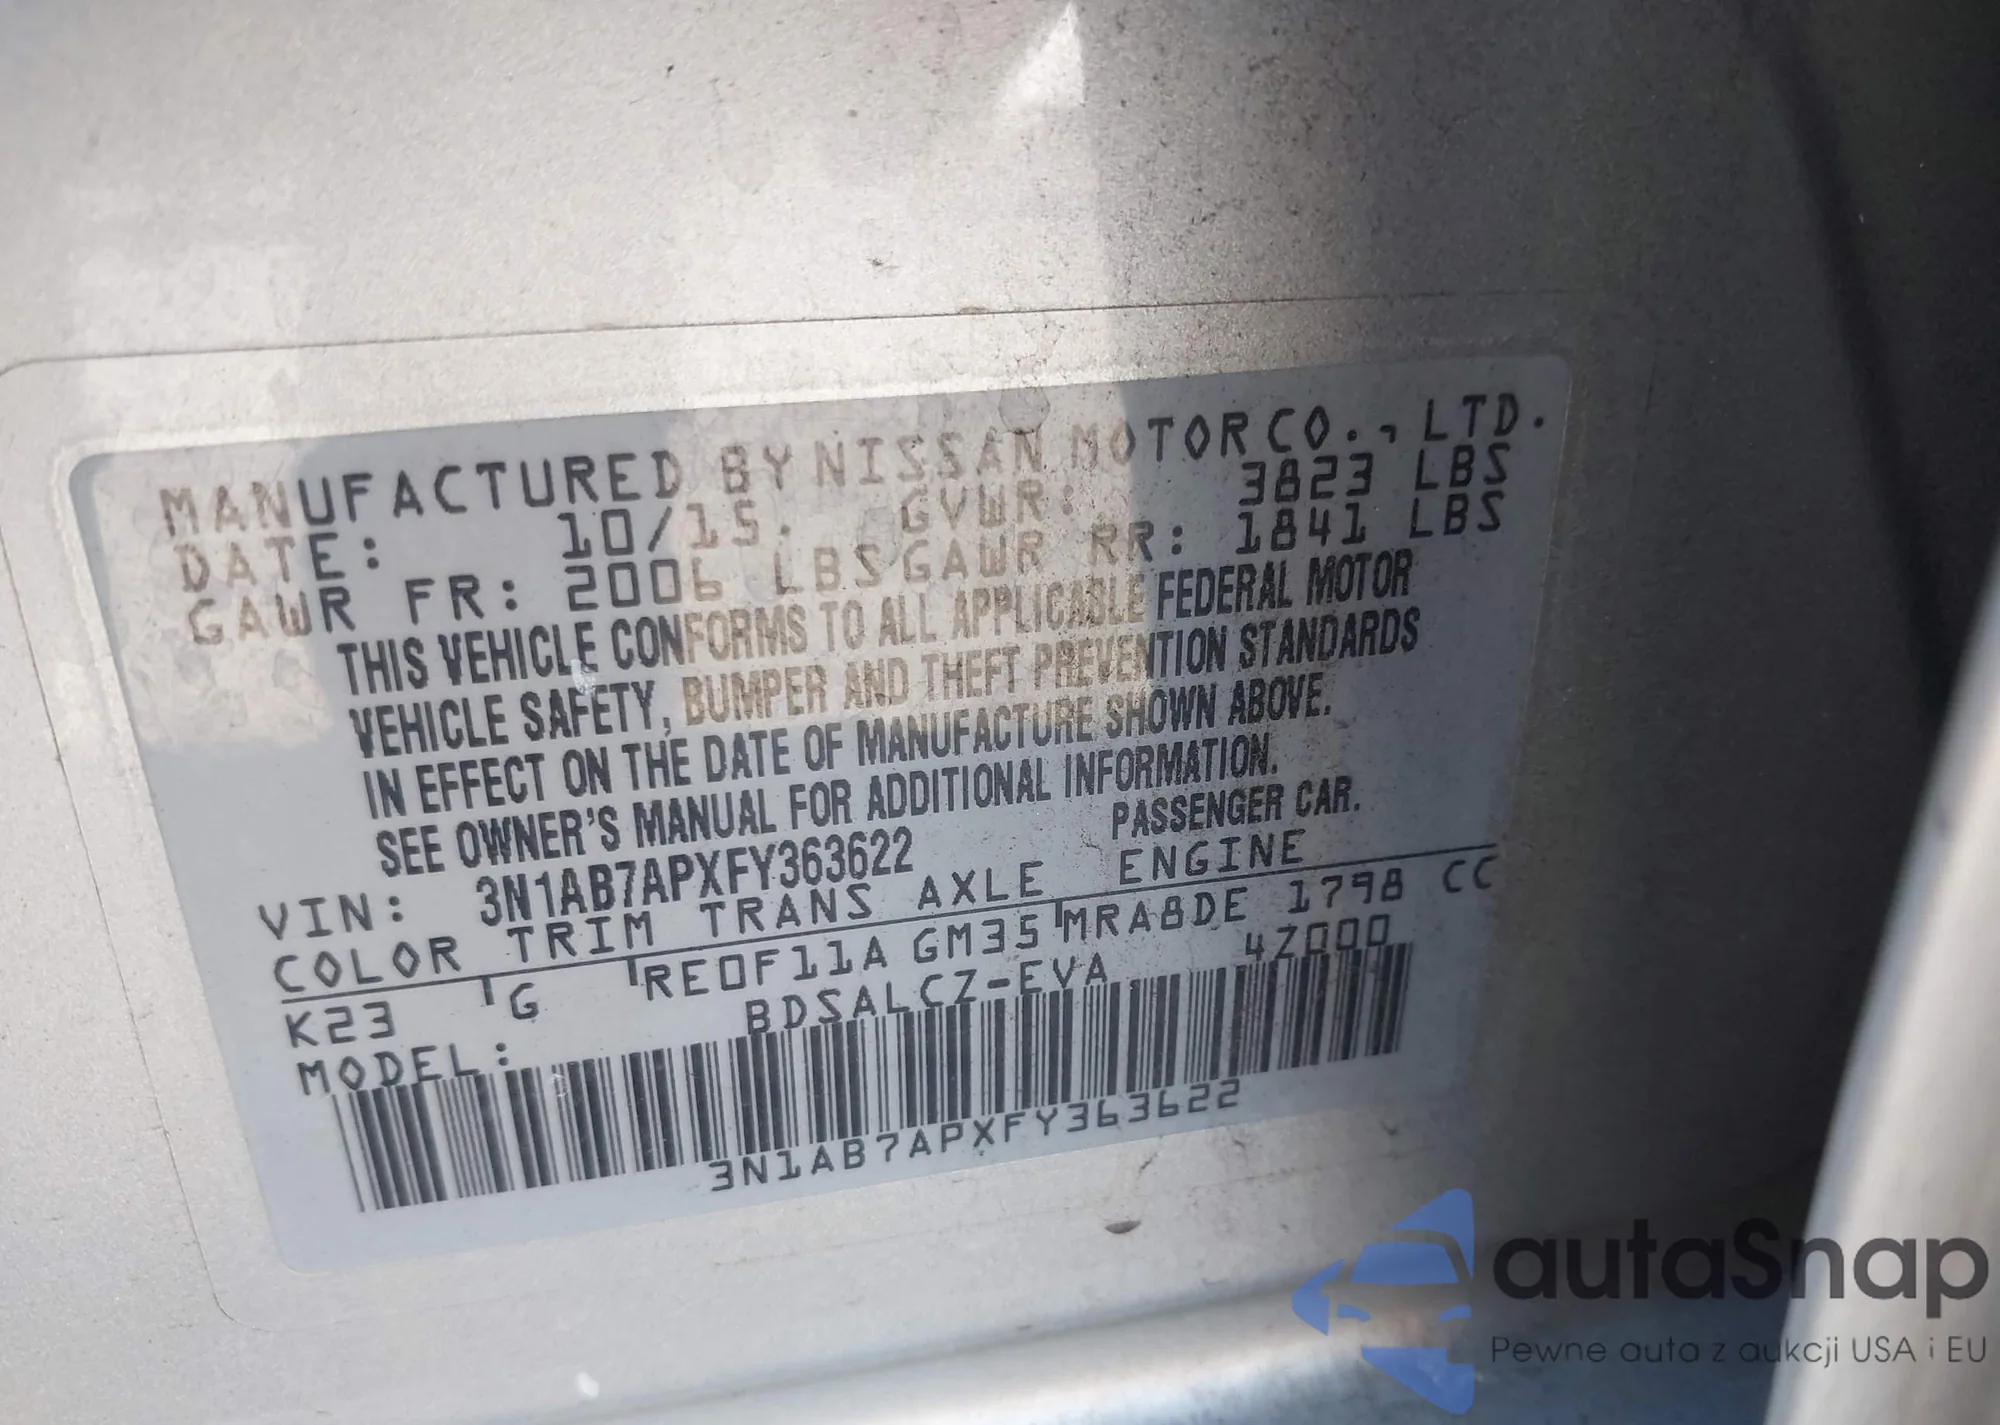 MANUFACTURED BY NISSAN MOTOR CO., LTD.
DATE: 10/15. GVWR: 3823 LBS
GAWR FR: 2006 LBS GAWR RR: 1841 LBS
THIS VEHICLE CONFORMS TO ALL APPLICABLE FEDERAL MOTOR
VEHICLE SAFETY, BUMPER AND THEFT PREVENTION STANDARDS
IN EFFECT ON THE DATE OF MANUFACTURE SHOWN ABOVE.
SEE OWNER'S MANUAL FOR ADDITIONAL INFORMATION.
VIN: 3N1AB7APXFY363622 PASSENGER CAR.
COLOR TRIM TRANS AXLE ENGINE
K23 G RE0F11A GM35 MRA8DE 1798 CC
MODEL: BDSALCZ-EVA 4Z000
3N1AB7APXFY363622
autaSnap
Pewne auta z aukcji USA i EU